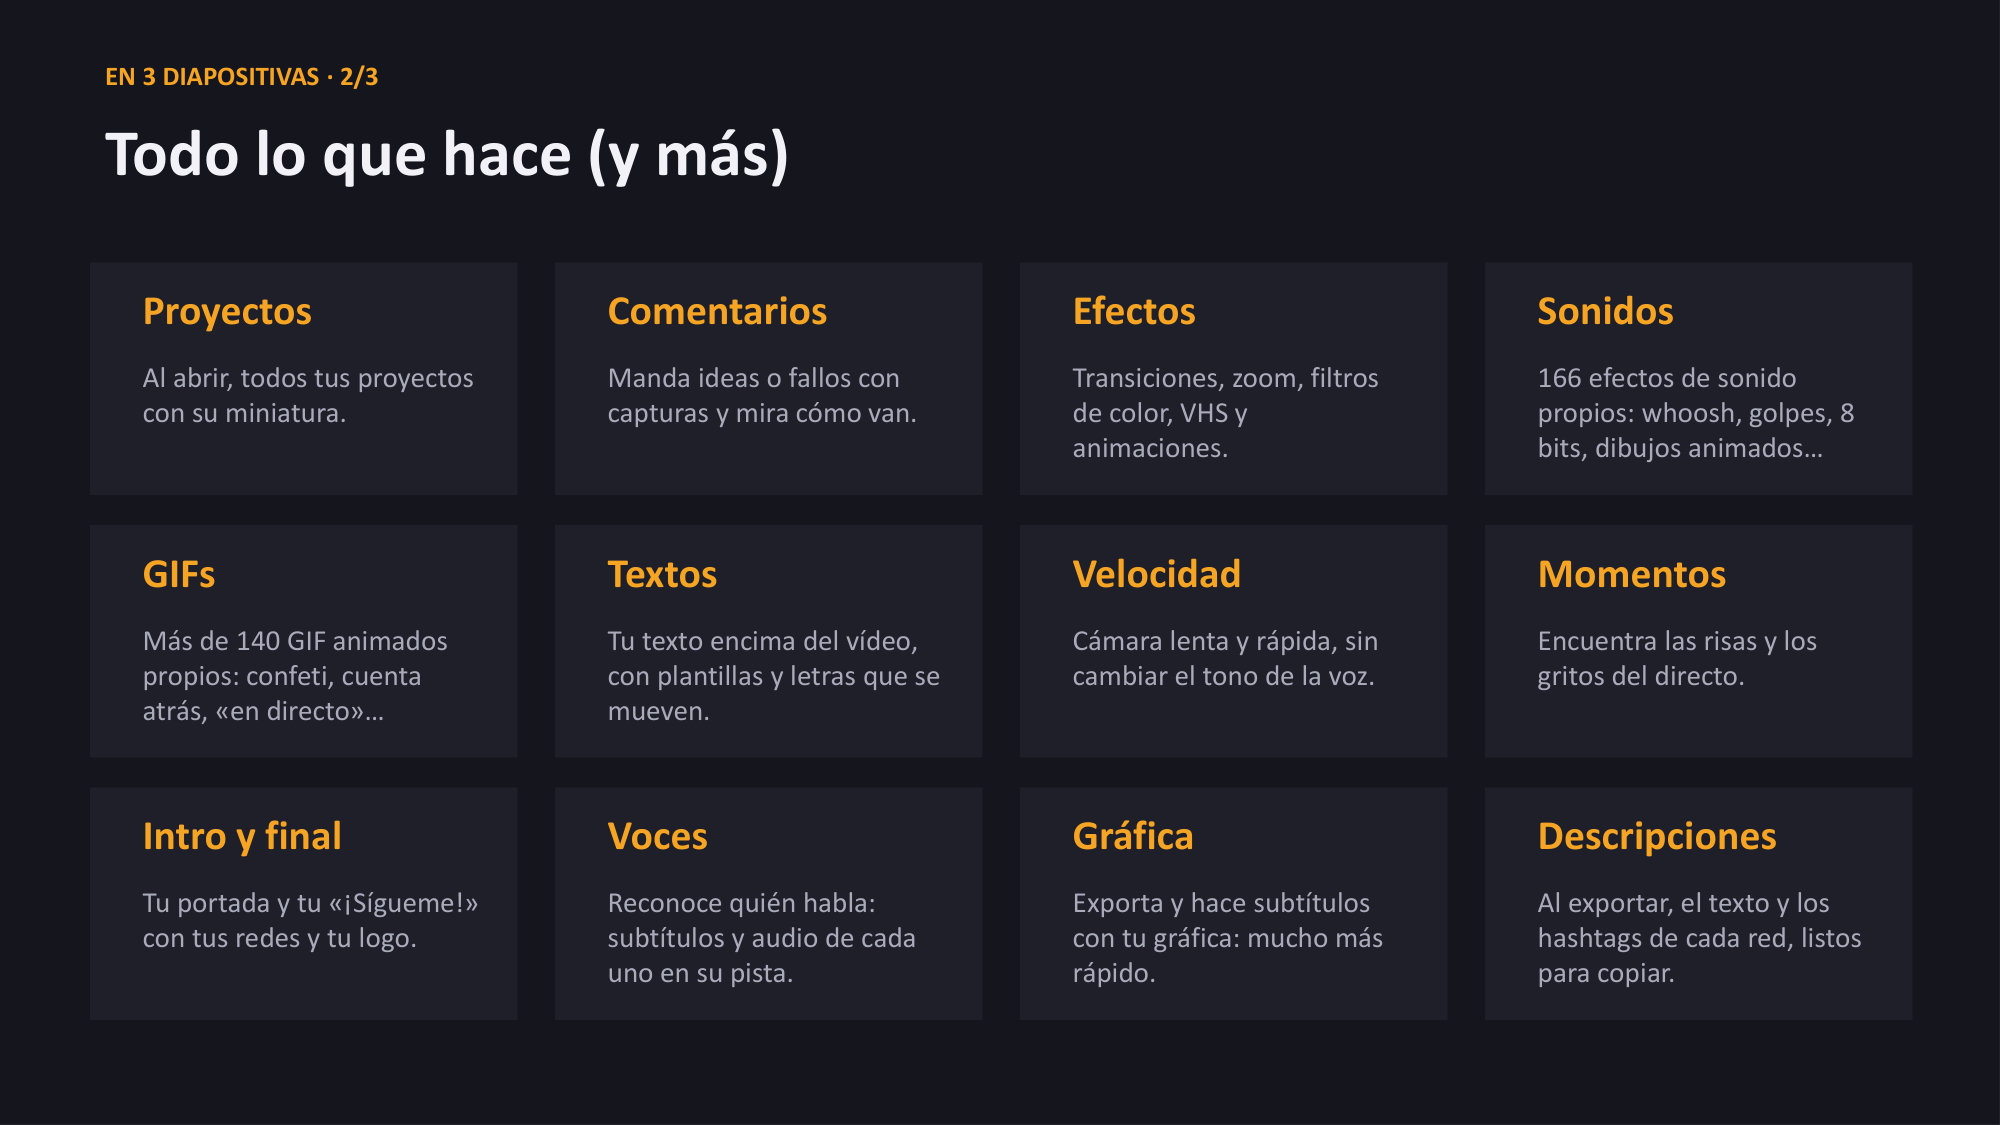 EN 3 DIAPOSITIVAS · 2/3
Todo lo que hace (y más)
Proyectos
Al abrir, todos tus proyectos
con su miniatura.
Comentarios
Manda ideas o fallos con
capturas y mira cómo van.
Efectos
Transiciones, zoom, filtros
de color, VHS y
animaciones.
Sonidos
166 efectos de sonido
propios: whoosh, golpes, 8
bits, dibujos animados…
GIFs
Más de 140 GIF animados
propios: confeti, cuenta
atrás, «en directo»…
Textos
Tu texto encima del vídeo,
con plantillas y letras que se
mueven.
Velocidad
Cámara lenta y rápida, sin
cambiar el tono de la voz.
Momentos
Encuentra las risas y los
gritos del directo.
Intro y final
Tu portada y tu «¡Sígueme!»
con tus redes y tu logo.
Voces
Reconoce quién habla:
subtítulos y audio de cada
uno en su pista.
Gráfica
Exporta y hace subtítulos
con tu gráfica: mucho más
rápido.
Descripciones
Al exportar, el texto y los
hashtags de cada red, listos
para copiar.